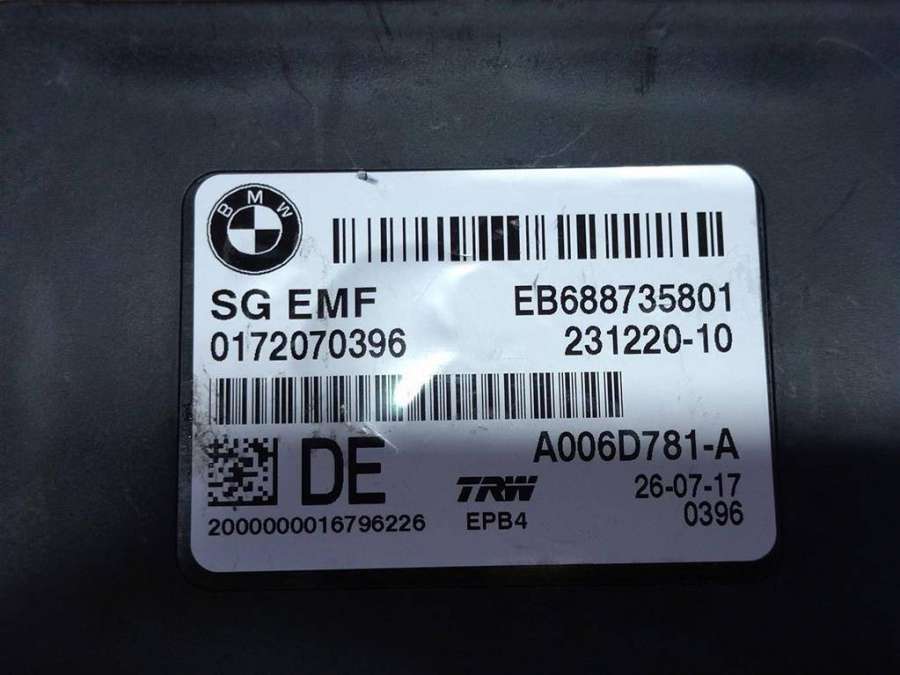 BMW
SG EMF
EB688735801
0172070396
231220-10
DE
A006D781-A
TRW
26-07-17
2000000016796226
EPB4
0396